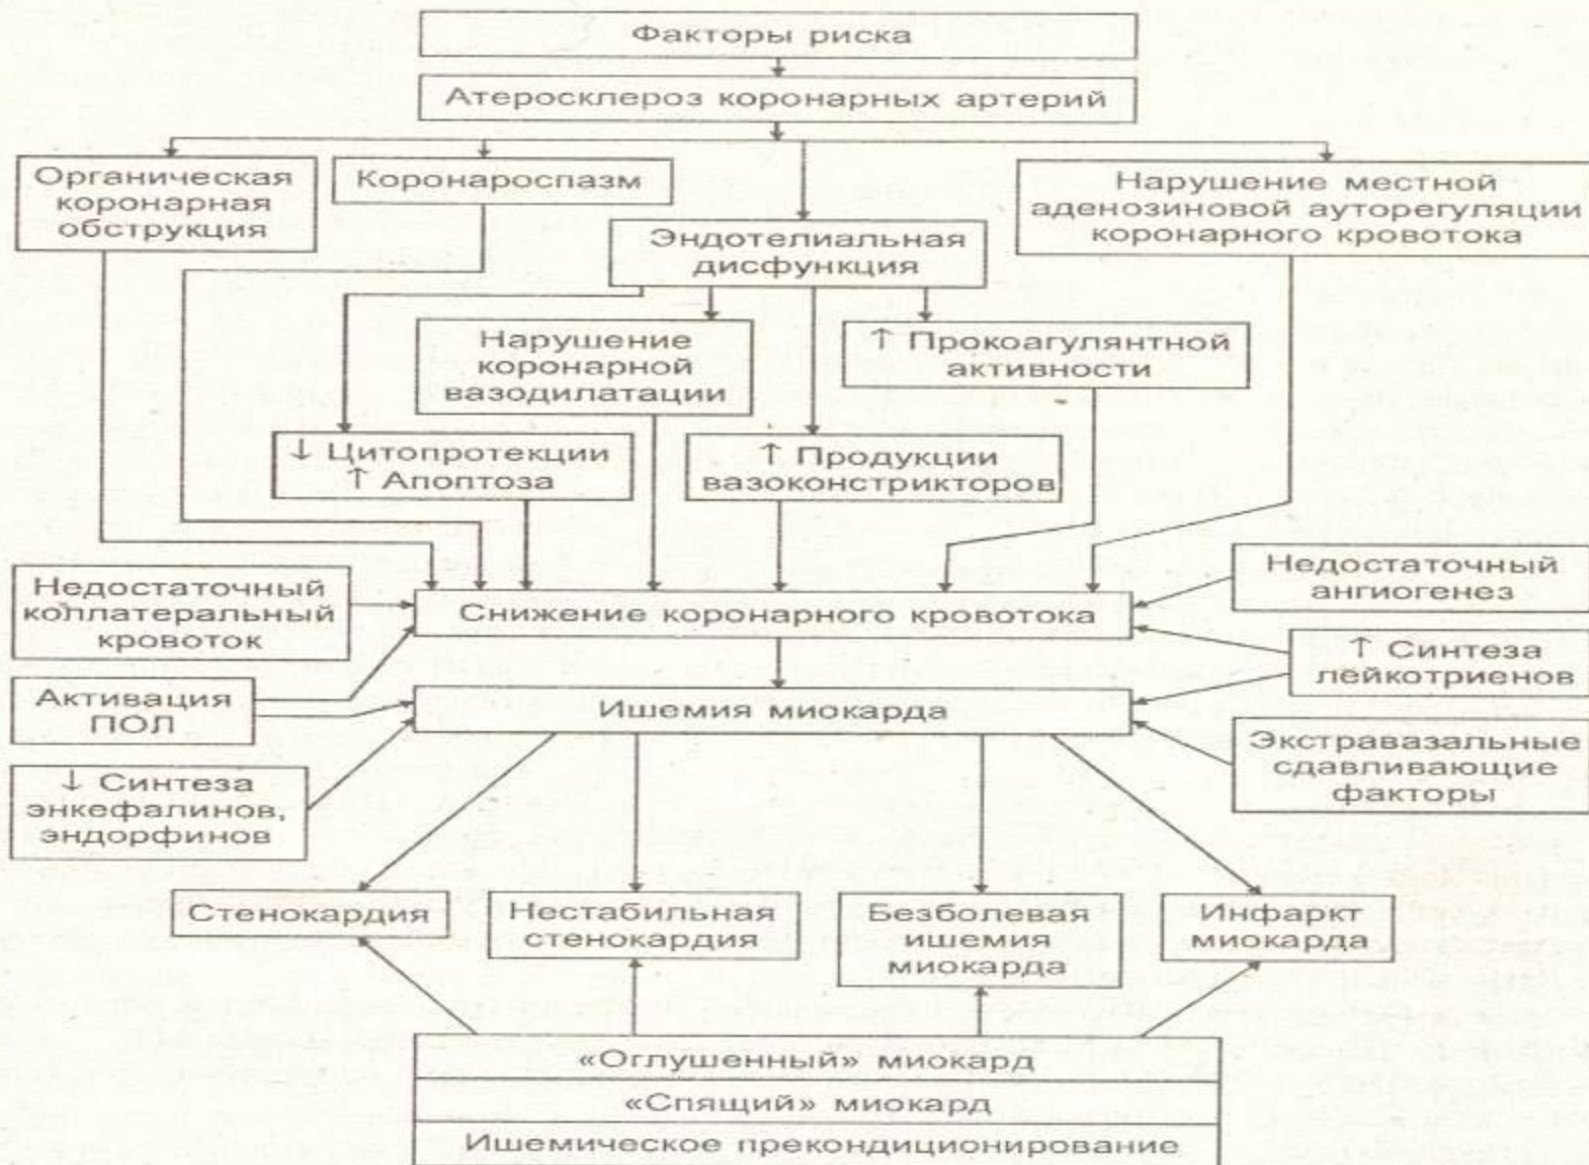 Факторы риска
Атеросклероз коронарных артерий
Органическая
коронарная
обструкция
Коронароспазм
Эндотелиальная
дисфункция
Нарушение местной
аденозиновой ауторегуляции
коронарного кровотока
Нарушение
коронарной
вазодилатации
↑ Прокоагулянтной
активности
↓ Цитопротекции
↑ Апоптоза
↑ Продукции
вазоконстрикторов
Недостаточный
коллатеральный
кровоток
Снижение коронарного кровотока
Недостаточный
ангиогенез
↑ Синтеза
лейкотриенов
Активация
ПОЛ
Ишемия миокарда
Экстравазальные
сдавливающие
факторы
↓ Синтеза
энкефалинов,
эндорфинов
Стенокардия
Нестабильная
стенокардия
Безболевая
ишемия
миокарда
Инфаркт
миокарда
«Оглушенный» миокард
«Спящий» миокард
Ишемическое прекондиционирование